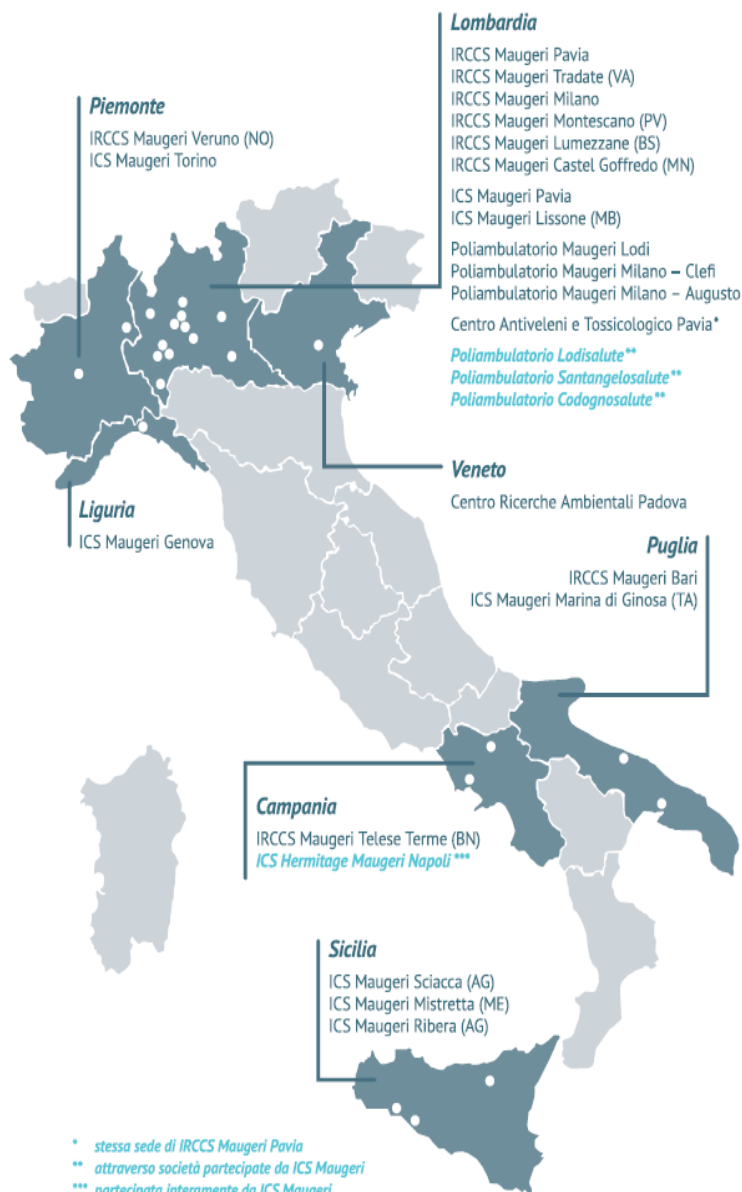 Lombardia
IRCCS Maugeri Pavia
IRCCS Maugeri Tradate (VA)
IRCCS Maugeri Milano
IRCCS Maugeri Montescano (PV)
IRCCS Maugeri Lumezzane (BS)
IRCCS Maugeri Castel Goffredo (MN)
ICS Maugeri Pavia
ICS Maugeri Lissone (MB)
Poliambulatorio Maugeri Lodi
Poliambulatorio Maugeri Milano – Clefi
Poliambulatorio Maugeri Milano – Augusto
Centro Antiveleni e Tossicologico Pavia*
Poliambulatorio Lodisalute**
Poliambulatorio Santangelosalute**
Poliambulatorio Codognosalute**
Piemonte
IRCCS Maugeri Veruno (NO)
ICS Maugeri Torino
Veneto
Centro Ricerche Ambientali Padova
Liguria
ICS Maugeri Genova
Puglia
IRCCS Maugeri Bari
ICS Maugeri Marina di Ginosa (TA)
Campania
IRCCS Maugeri Telese Terme (BN)
ICS Hermitage Maugeri Napoli ***
Sicilia
ICS Maugeri Sciacca (AG)
ICS Maugeri Mistretta (ME)
ICS Maugeri Ribera (AG)
* stessa sede di IRCCS Maugeri Pavia
** attraverso società partecipate da ICS Maugeri
*** partecipata interamente da ICS Maugeri